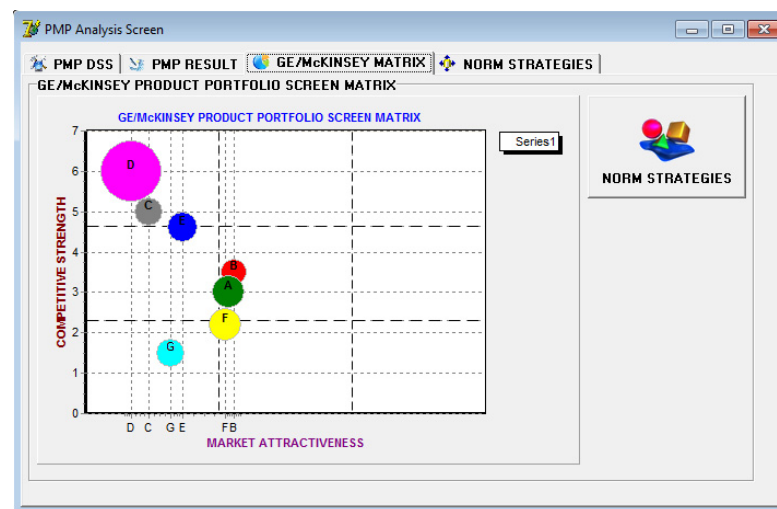 PMP Analysis Screen
PMP DSS
PMP RESULT
GE/McKINSEY MATRIX
NORM STRATEGIES
GE/McKINSEY PRODUCT PORTFOLIO SCREEN MATRIX
GE/McKINSEY PRODUCT PORTFOLIO SCREEN MATRIX
Series1
NORM STRATEGIES
COMPETITIVE STRENGTH
7
6
5
4
3
2
1
0
D
C
E
B
A
F
G
D C G E FB
MARKET ATTRACTIVENESS